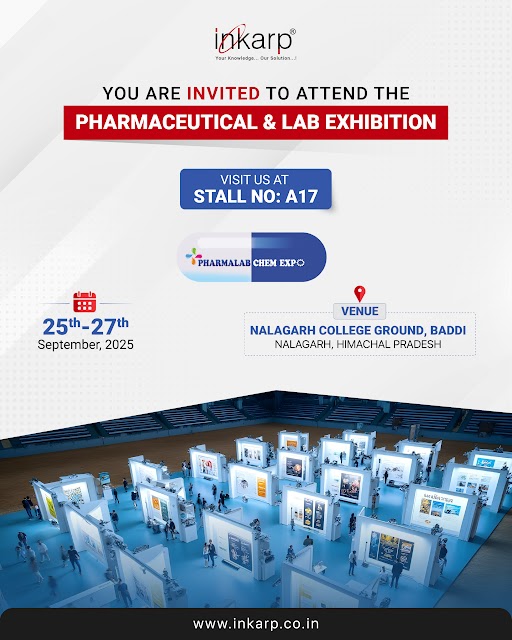 inkarp®
Your Knowledge... Our Solution...!
YOU ARE INVITED TO ATTEND THE
PHARMACEUTICAL & LAB EXHIBITION
VISIT US AT
STALL NO: A17
PHARMALAB CHEM EXPO
25th-27th
September, 2025
VENUE
NALAGARH COLLEGE GROUND, BADDI
NALAGARH, HIMACHAL PRADESH
www.inkarp.co.in